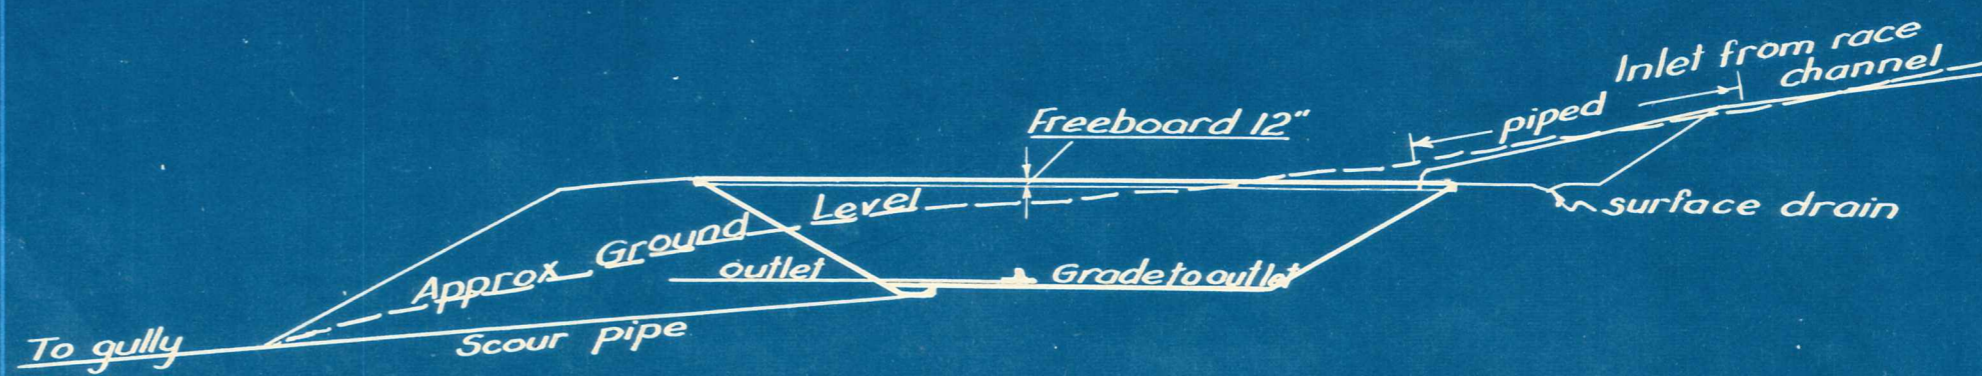 Inlet from race
channel
piped
Freeboard 12"
surface drain
Approx Ground Level
outlet
Grade to outlet
Scour pipe
To gully